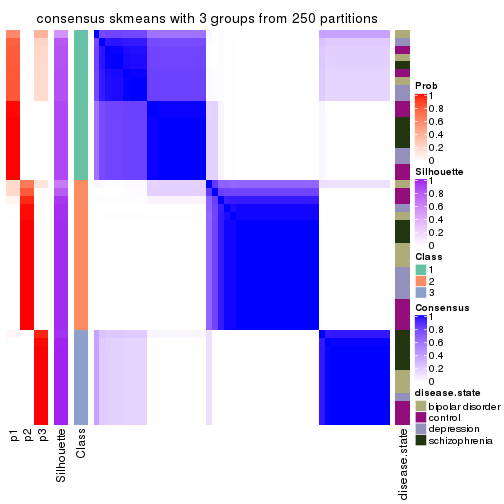 consensus skmeans with 3 groups from 250 partitions
Prob
1
0.8
0.6
0.4
0.2
0
Silhouette
1
0.8
0.6
0.4
0.2
0
Class
1
2
3
Consensus
1
0.8
0.6
0.4
0.2
0
disease.state
bipolar disorder
control
depression
schizophrenia
p1
p2
p3
Silhouette
Class
disease.state